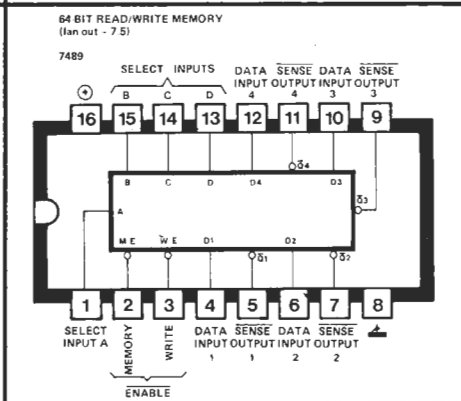 64 BIT READ/WRITE MEMORY
(fan out - 7.5)
7489
SELECT INPUTS
B C D
DATA INPUT 4
SENSE OUTPUT 4
DATA INPUT 3
SENSE OUTPUT 3
16 15 14 13 12 11 10 9
B C D D4 Q4 D3
A
Q3
ME WE D1 Q1 D2 Q2
1 2 3 4 5 6 7 8
SELECT INPUT A
MEMORY
WRITE
ENABLE
DATA INPUT 1
SENSE OUTPUT 1
DATA INPUT 2
SENSE OUTPUT 2